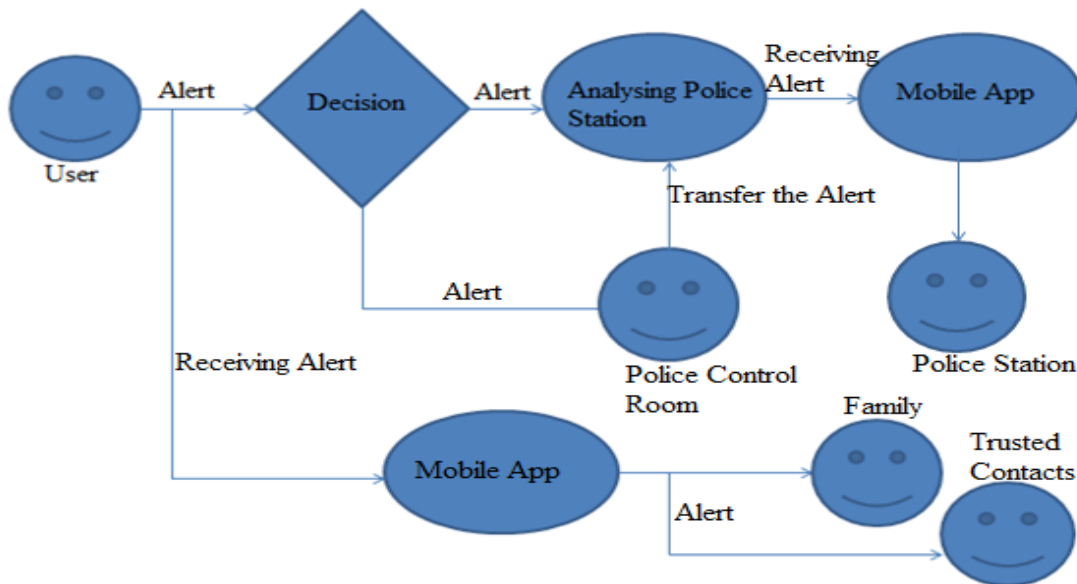 Alert
Decision
Alert
Analysing Police
Station
Receiving
Alert
Mobile App
User
Transfer the Alert
Alert
Receiving Alert
Police Control
Room
Police Station
Family
Trusted
Contacts
Mobile App
Alert